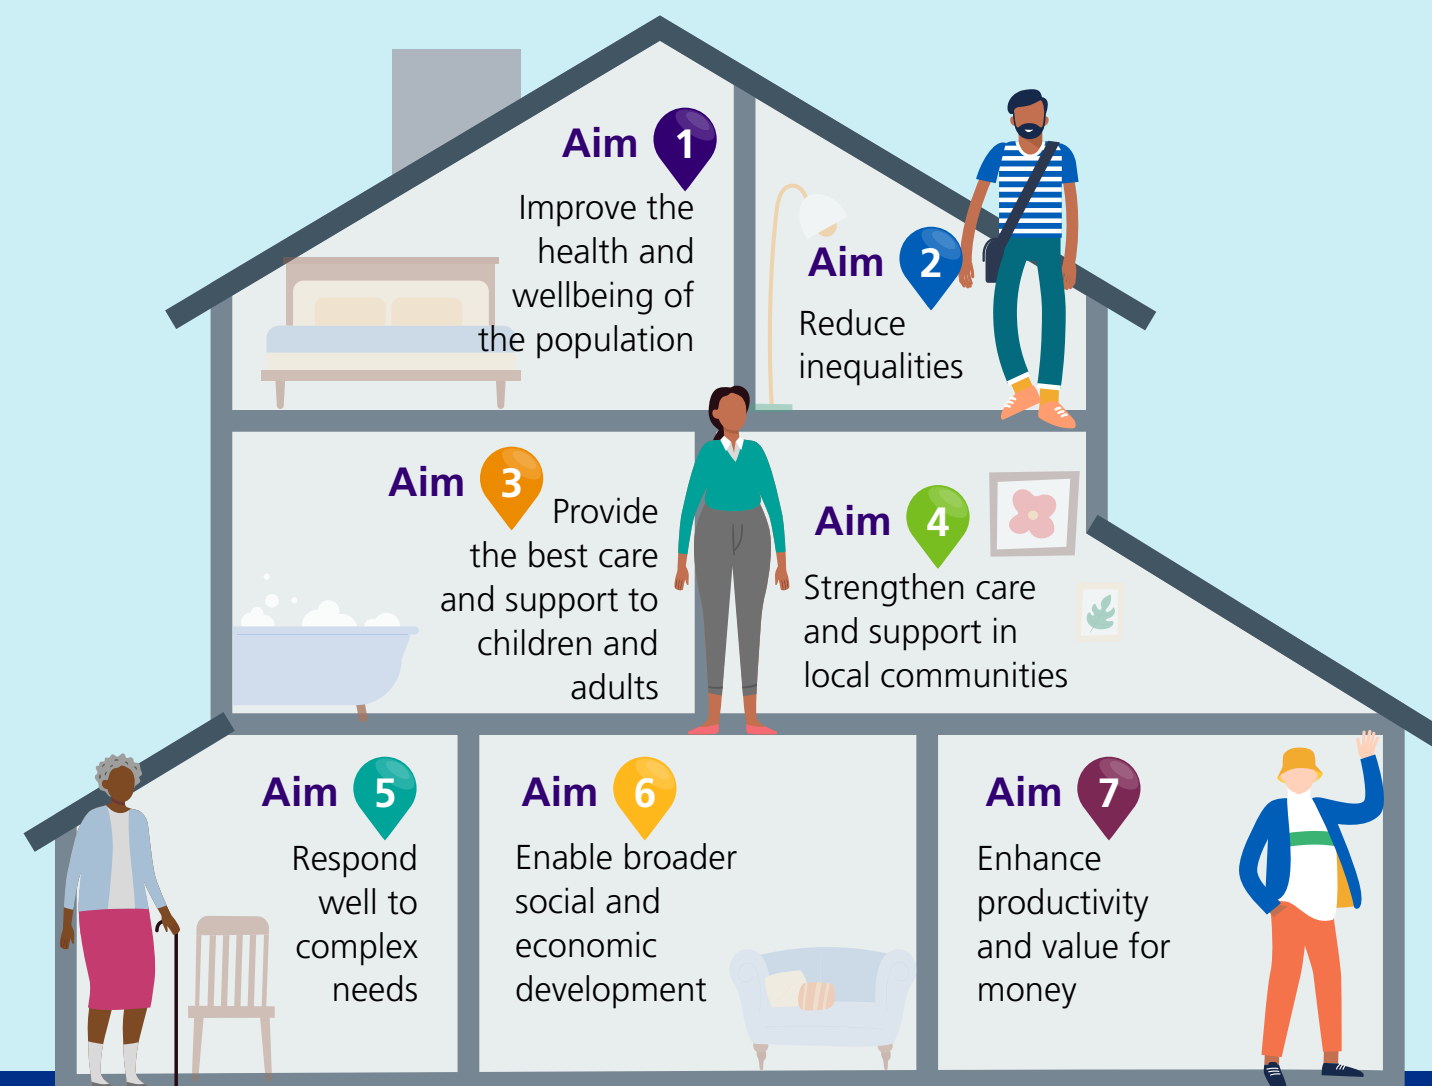 Aim 1
Improve the
health and
wellbeing of
the population
Aim 2
Reduce
inequalities
Aim 3
Provide
the best care
and support to
children and
adults
Aim 4
Strengthen care
and support in
local communities
Aim 5
Respond
well to
complex
needs
Aim 6
Enable broader
social and
economic
development
Aim 7
Enhance
productivity
and value for
money